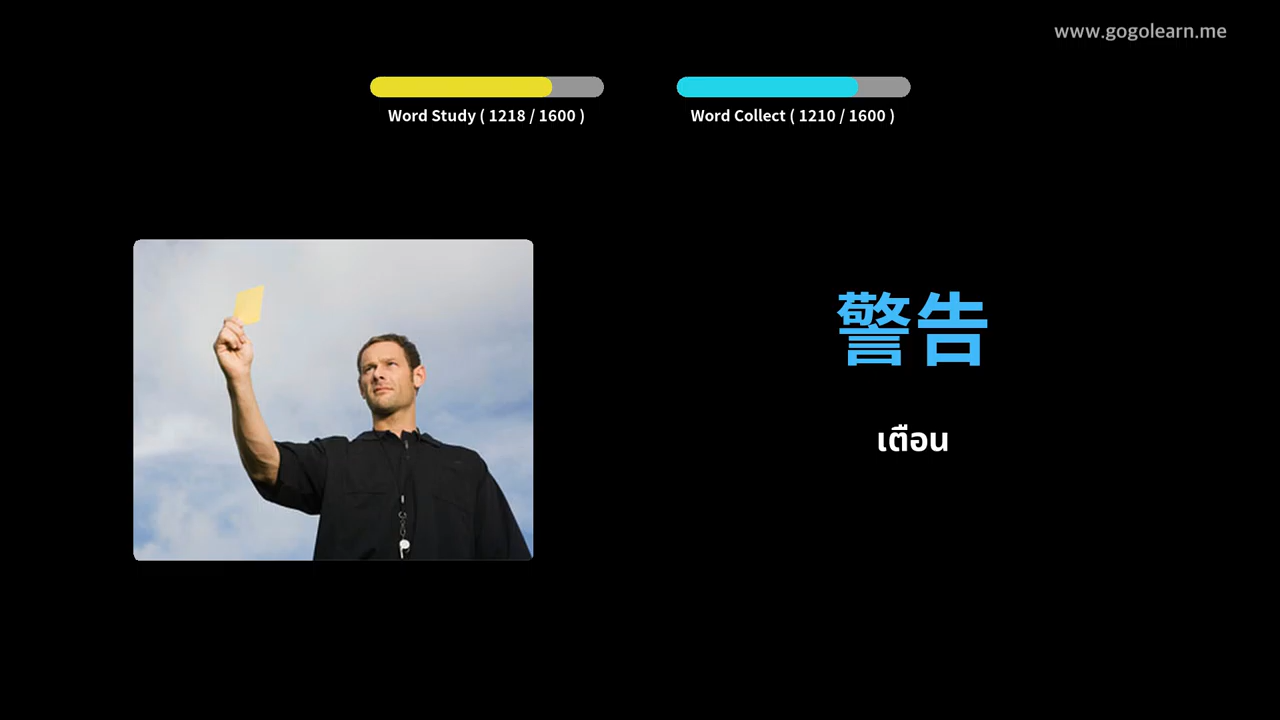 www.gogolearn.me
Word Study ( 1218 / 1600 )
Word Collect ( 1210 / 1600 )
警告
เตือน